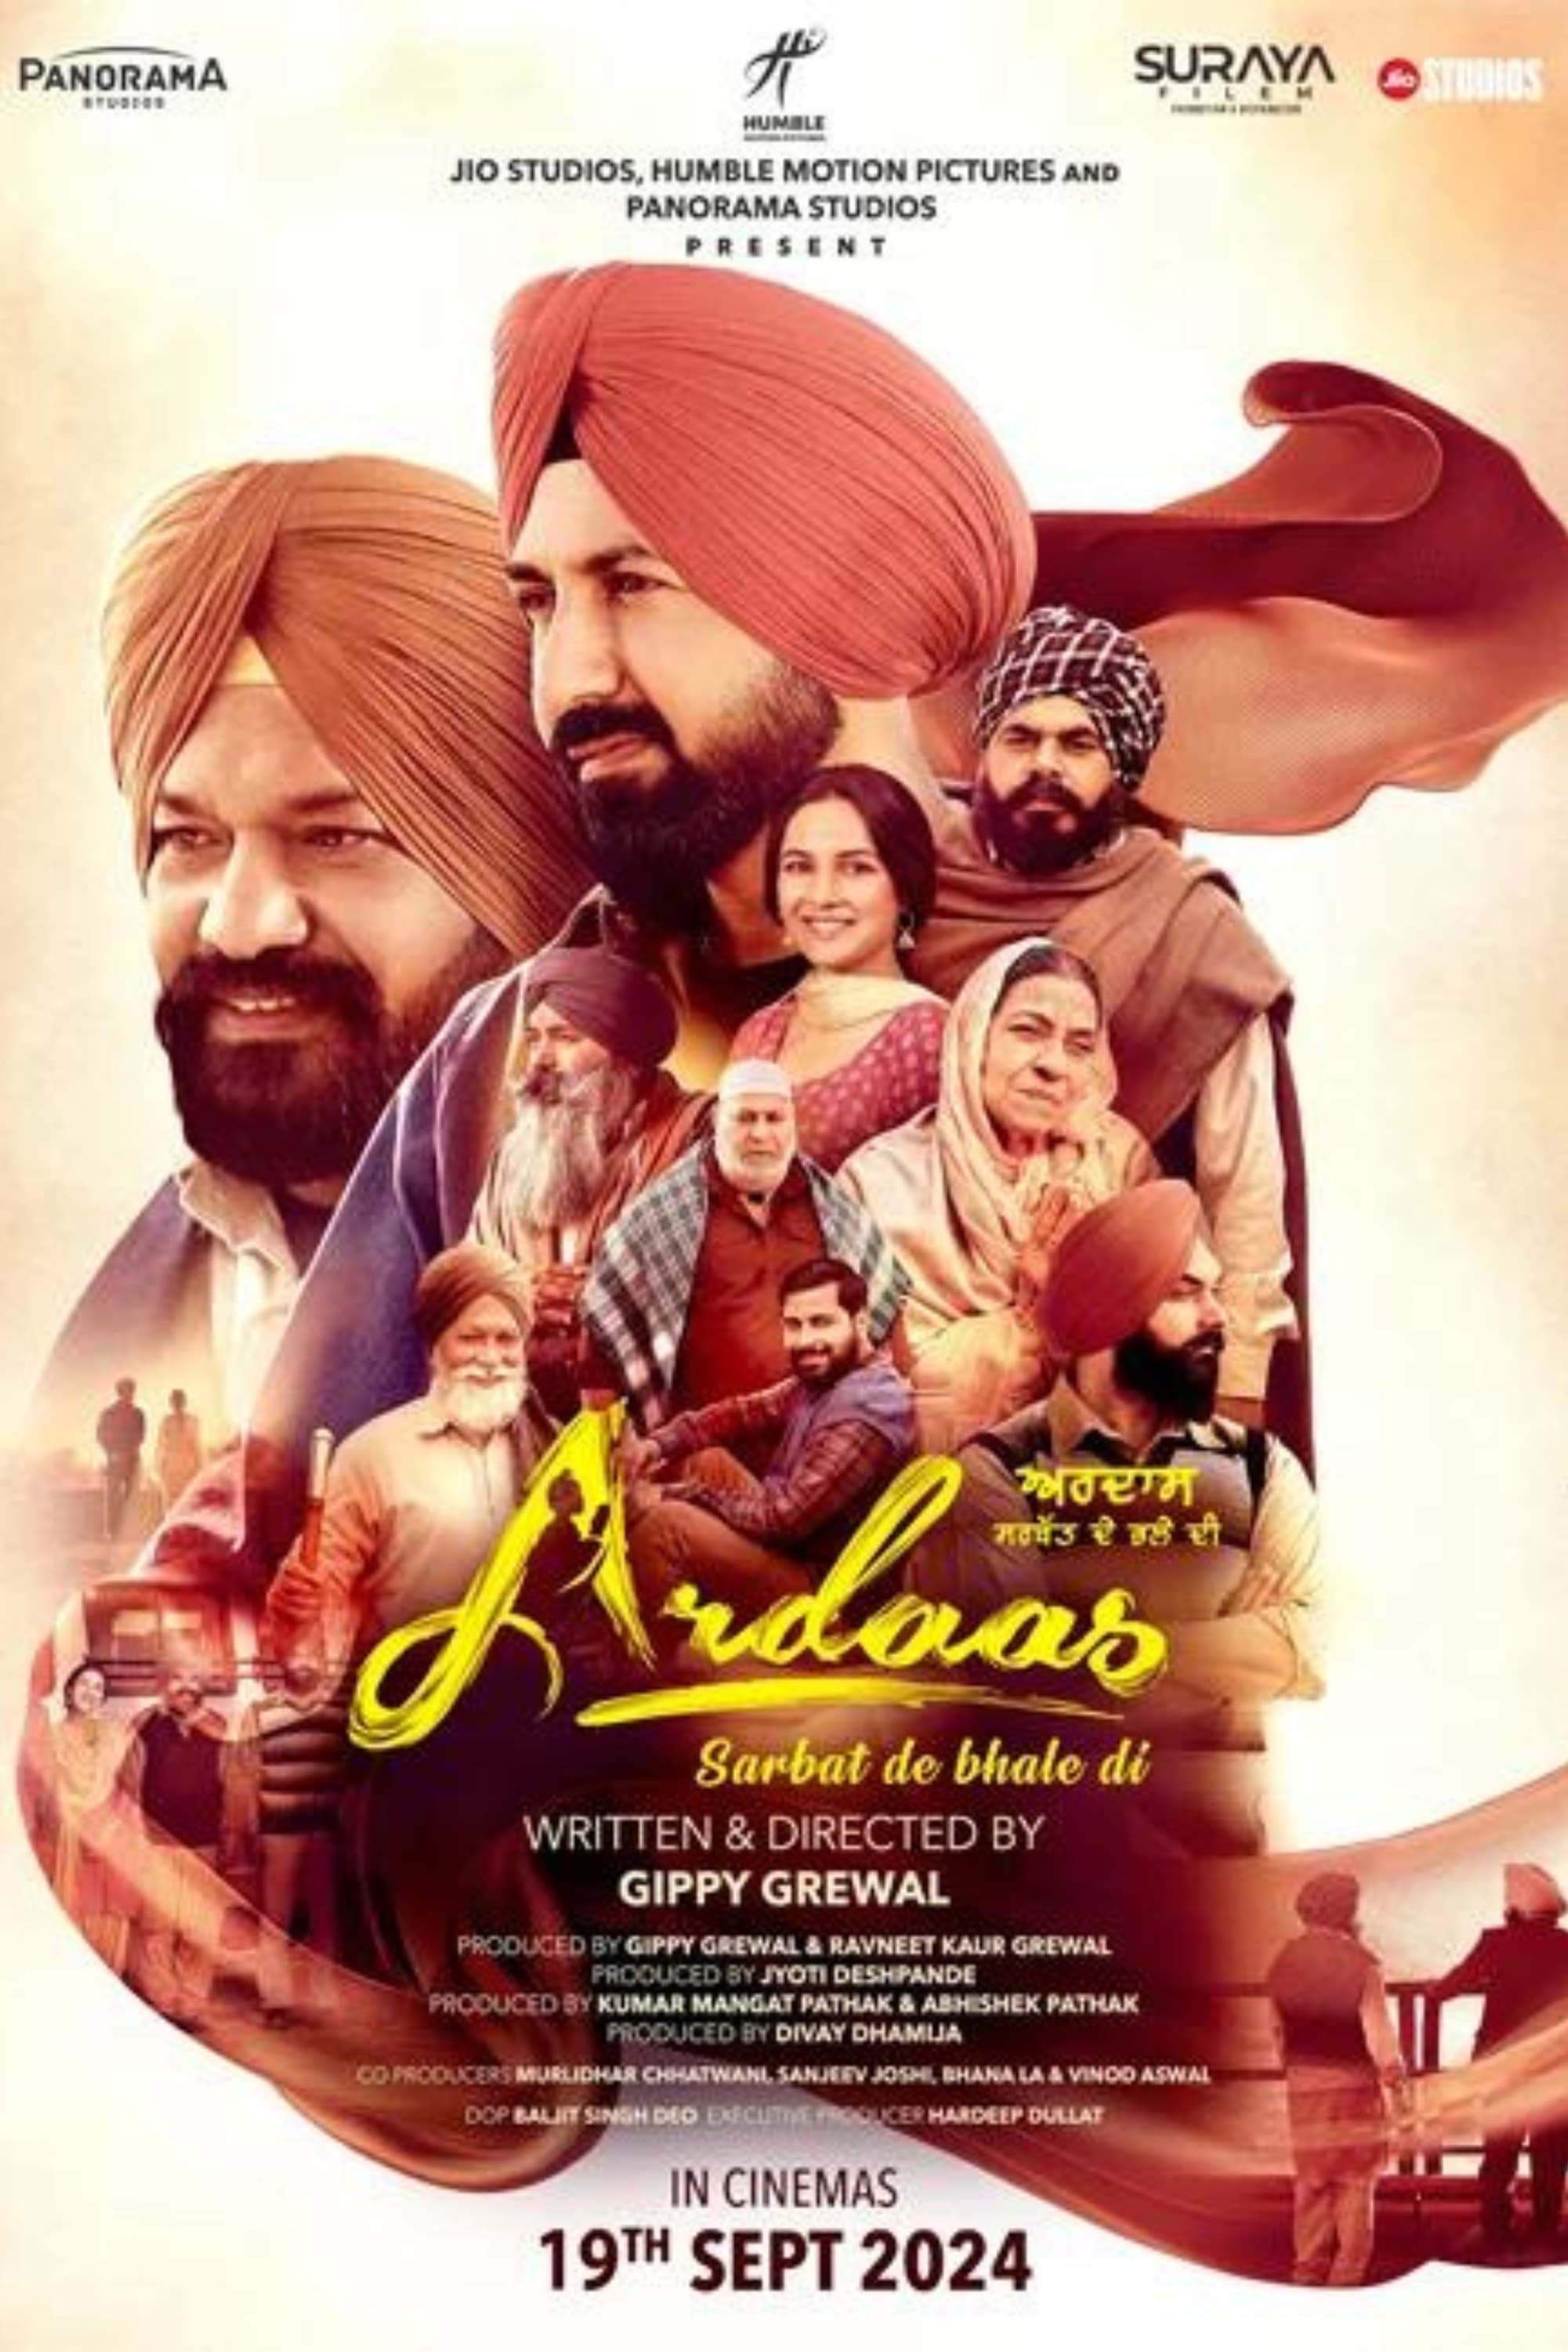 PANORAMA
STUDIOS
HUMBLE
MOTION PICTURES
SURAYA
FILEM
Jio STUDIOS
JIO STUDIOS, HUMBLE MOTION PICTURES AND
PANORAMA STUDIOS
PRESENT
ਅਰਦਾਸ
ਸਰਬੱਤ ਦੇ ਭਲੇ ਦੀ
Ardaas
Sarbat de bhale di
WRITTEN & DIRECTED BY
GIPPY GREWAL
PRODUCED BY GIPPY GREWAL & RAVNEET KAUR GREWAL
PRODUCED BY JYOTI DESHPANDE
PRODUCED BY KUMAR MANGAT PATHAK & ABHISHEK PATHAK
PRODUCED BY DIVAY DHAMIJA
CO PRODUCERS MURLIDHAR CHHATWANI, SANJEEV JOSHI, BHANA LA & VINOD ASWAL
DOP BALJIT SINGH DEO EXECUTIVE PRODUCER HARDEEP DULLAT
IN CINEMAS
19TH SEPT 2024